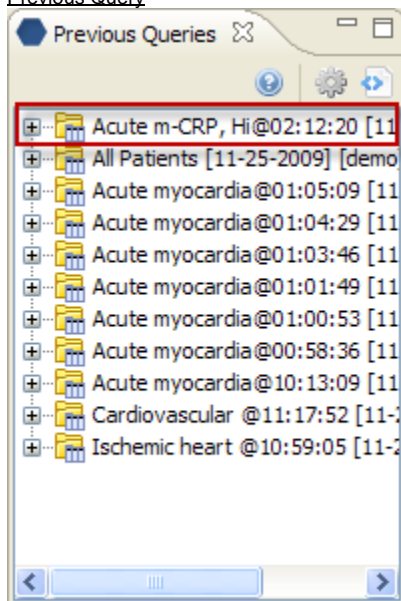 Previous Query
Previous Queries
Acute m-CRP, Hi@02:12:20 [11
All Patients [11-25-2009] [demo
Acute myocardia@01:05:09 [11
Acute myocardia@01:04:29 [11
Acute myocardia@01:03:46 [11
Acute myocardia@01:01:49 [11
Acute myocardia@01:00:53 [11
Acute myocardia@00:58:36 [11
Acute myocardia@10:13:09 [11
Cardiovascular @11:17:52 [11-2
Ischemic heart @10:59:05 [11-2